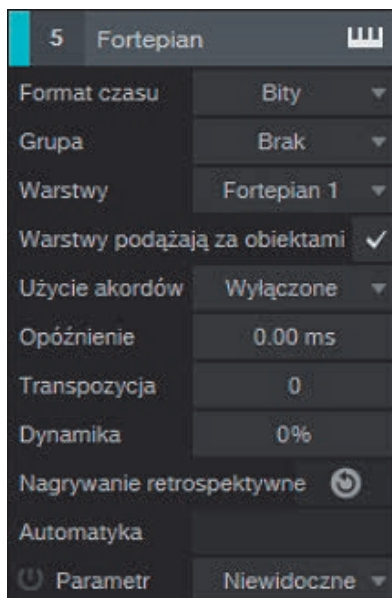 5 Fortepian
Format czasu Bity
Grupa Brak
Warstwy Fortepian 1
Warstwy podążają za obiektami
Użycie akordów Wyłączone
Opóźnienie 0.00 ms
Transpozycja 0
Dynamika 0%
Nagrywanie retrospektywne
Automatyka
Parametr Niewidoczne